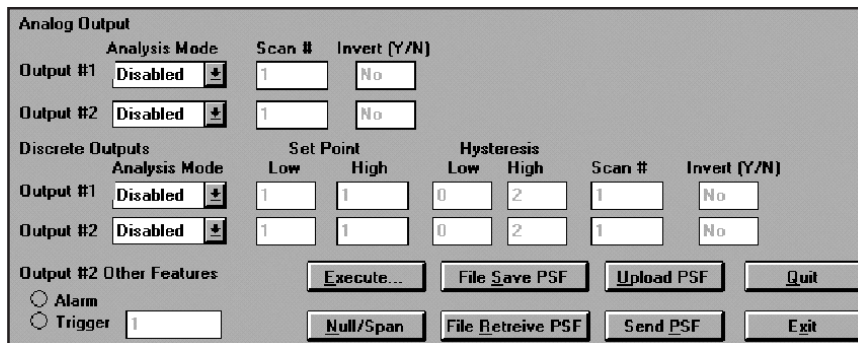 Analog Output
Analysis Mode Scan # Invert (Y/N)
Output #1 Disabled 1 No
Output #2 Disabled 1 No
Discrete Outputs Set Point Hysteresis
Analysis Mode Low High Low High Scan # Invert (Y/N)
Output #1 Disabled 1 1 0 2 1 No
Output #2 Disabled 1 1 0 2 1 No
Output #2 Other Features Execute... File Save PSF Upload PSF Quit
Alarm
Trigger 1 Null/Span File Retreive PSF Send PSF Exit